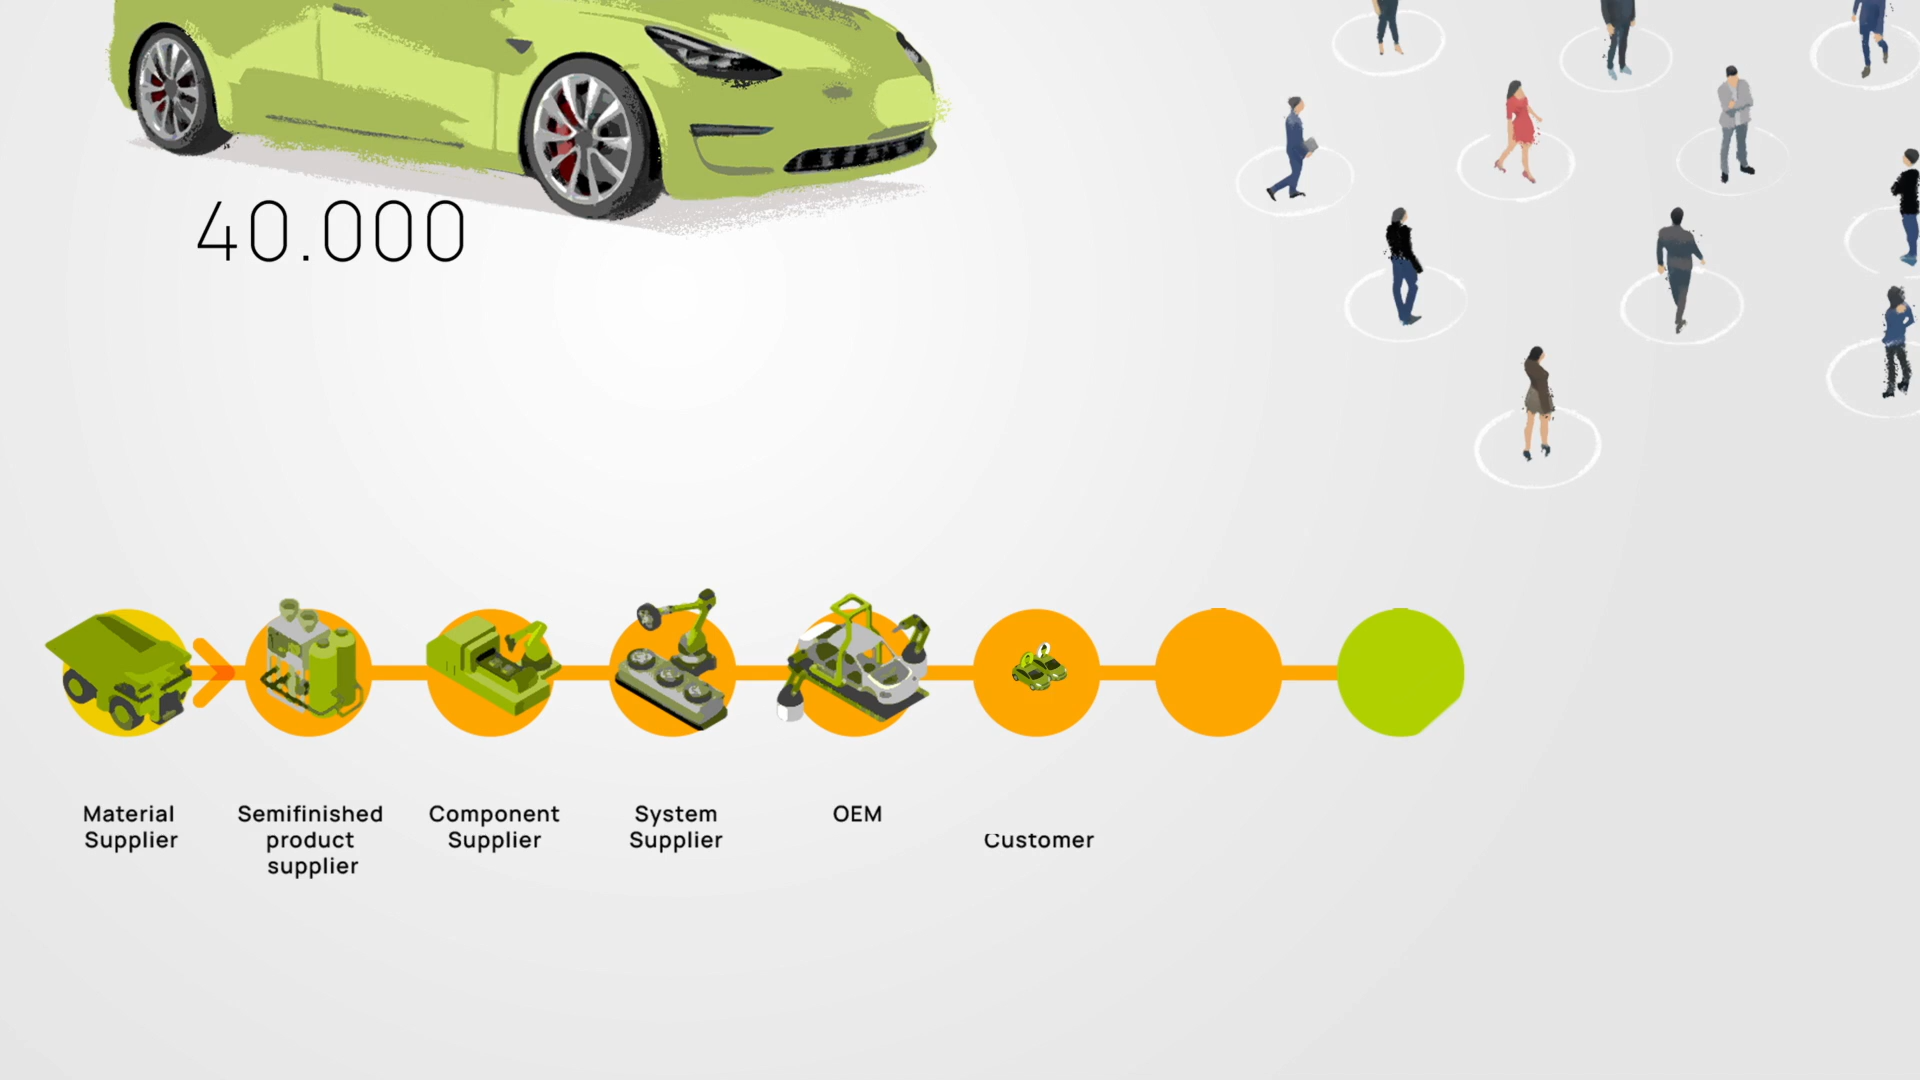 40.000
Material
Supplier
Semifinished
product
supplier
Component
Supplier
System
Supplier
OEM
Customer